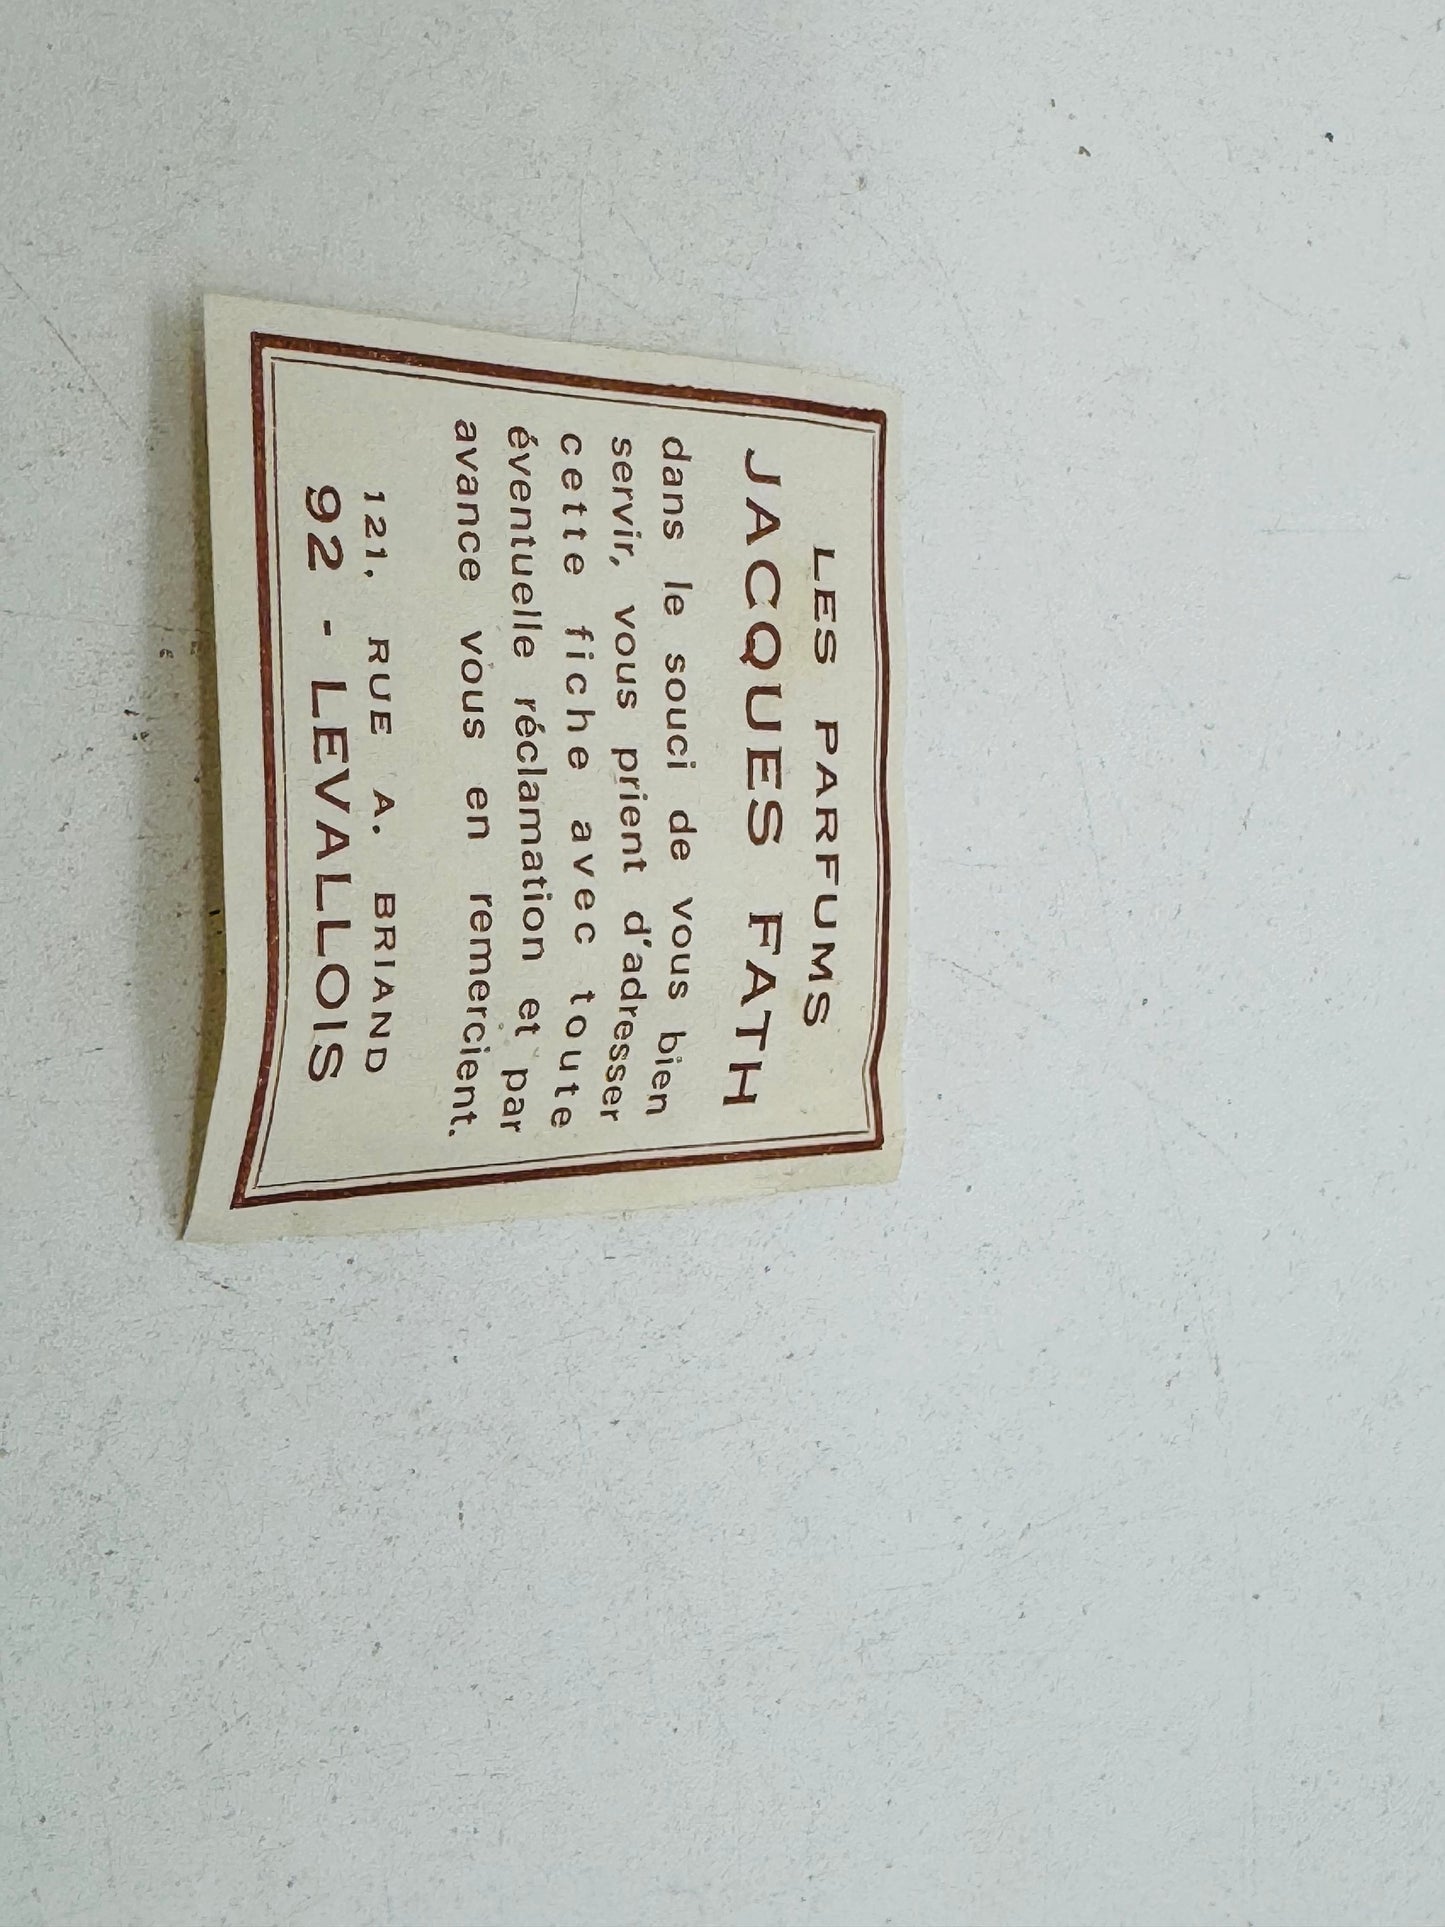 LES PARFUMS
JACQUES FATH
dans le souci de vous bien
servir, vous prient d'adresser
cette fiche avec toute
éventuelle réclamation et par
avance vous en remercient.
121, RUE A. BRIAND
92 - LEVALLOIS